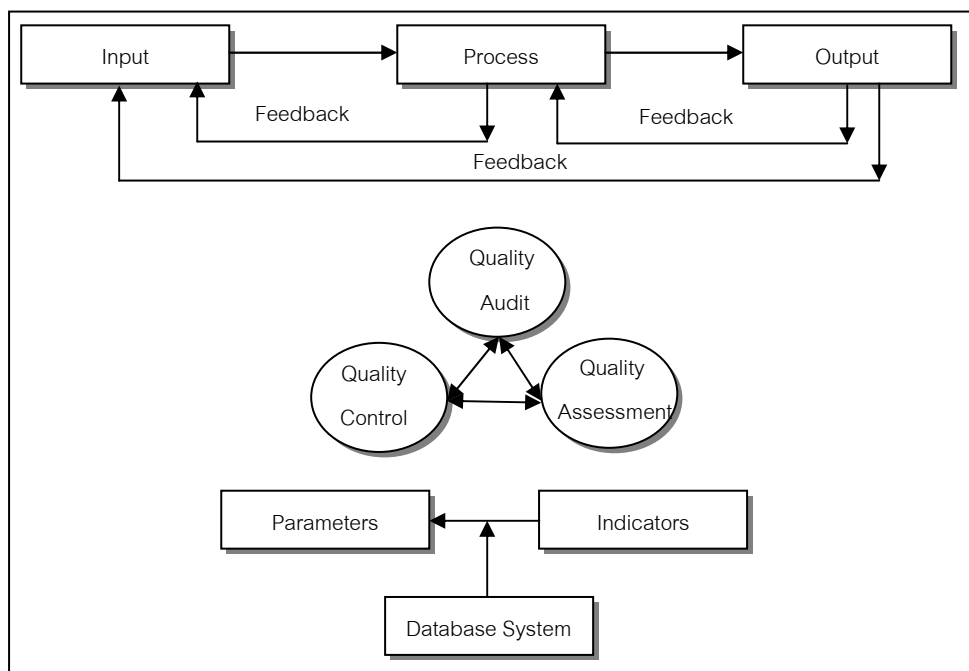 Input
Process
Output
Feedback
Feedback
Feedback
Quality
Audit
Quality
Control
Quality
Assessment
Parameters
Indicators
Database System